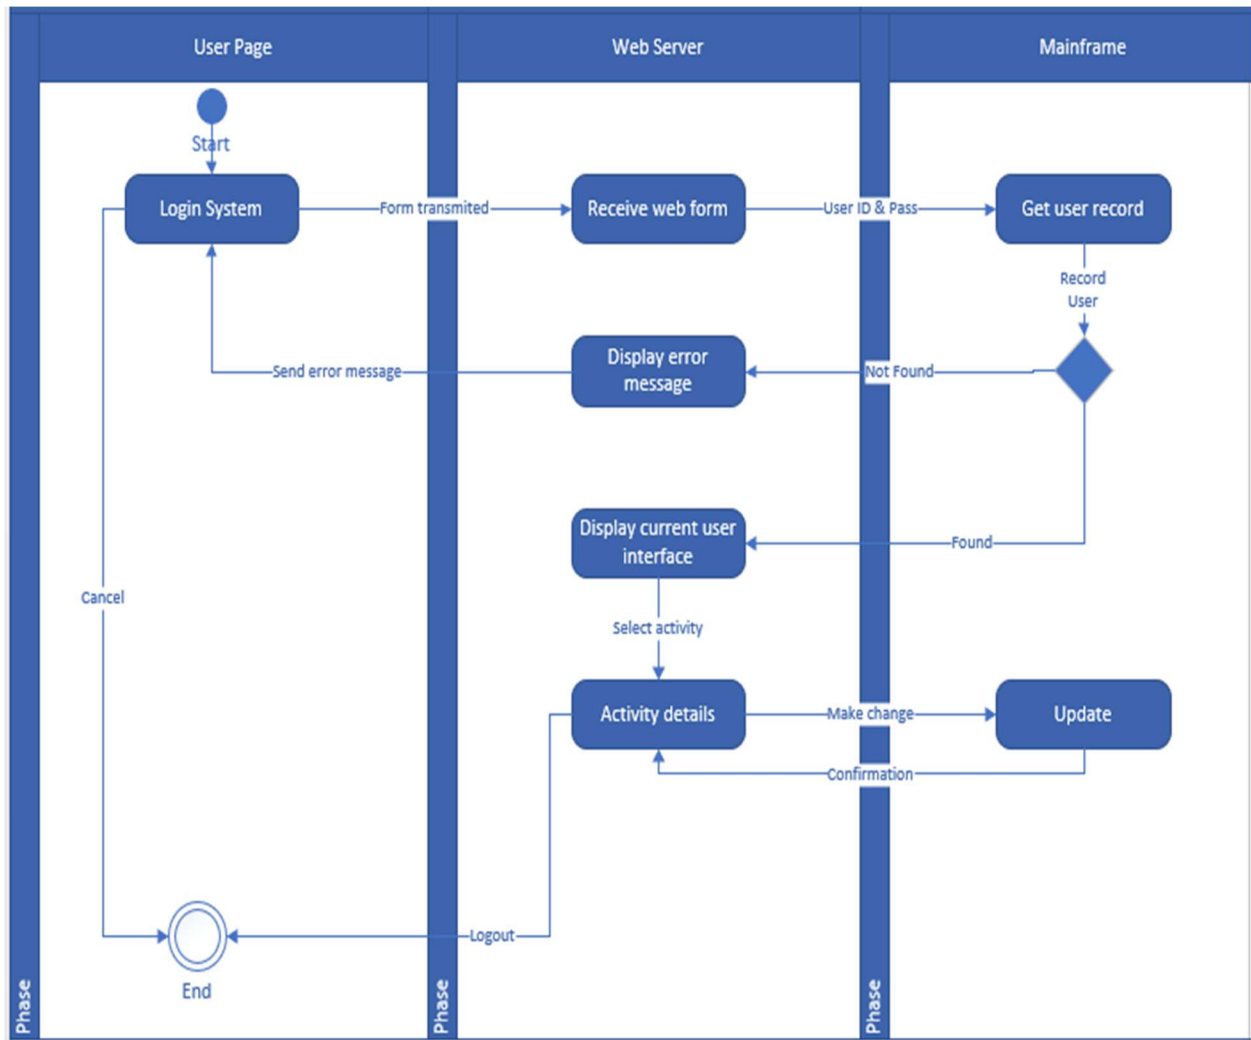 User Page
Web Server
Mainframe
Start
Login System
Form transmited
Receive web form
User ID & Pass
Get user record
Record
User
Display error
message
Send error message
Not Found
Display current user
interface
Found
Cancel
Select activity
Activity details
Make change
Update
Confirmation
Logout
End
Phase
Phase
Phase